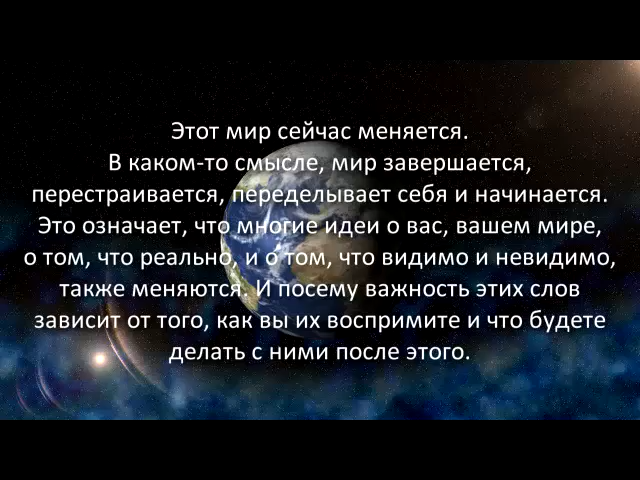 Этот мир сейчас меняется.
В каком-то смысле, мир завершается,
перестраивается, переделывает себя и начинается.
Это означает, что многие идеи о вас, вашем мире,
о том, что реально, и о том, что видимо и невидимо,
также меняются. И посему важность этих слов
зависит от того, как вы их воспримите и что будете
делать с ними после этого.